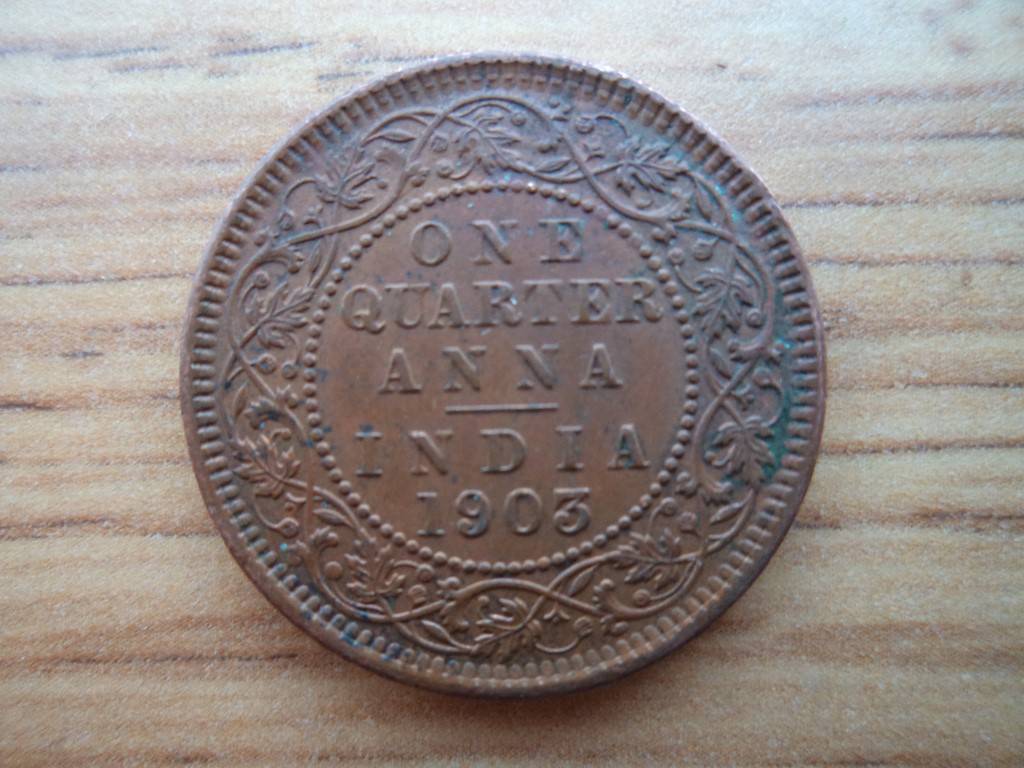 ONE
QUARTER
ANNA
INDIA
1903